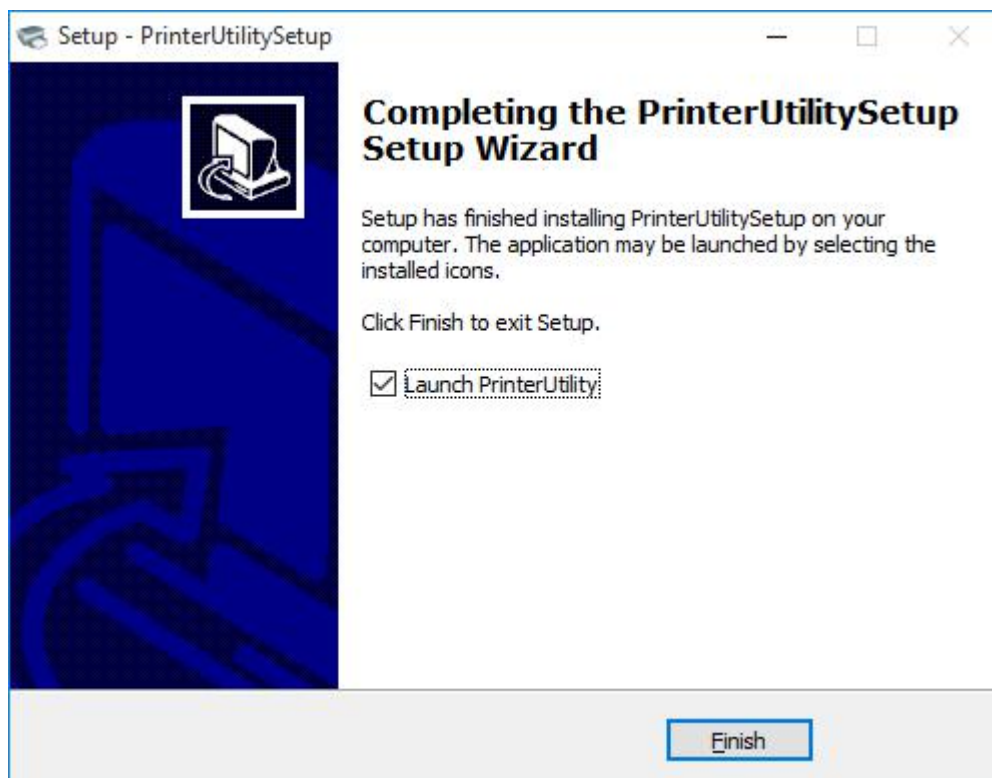 Setup - PrinterUtilitySetup
Completing the PrinterUtilitySetup
Setup Wizard
Setup has finished installing PrinterUtilitySetup on your
computer. The application may be launched by selecting the
installed icons.
Click Finish to exit Setup.
Launch PrinterUtility
Finish